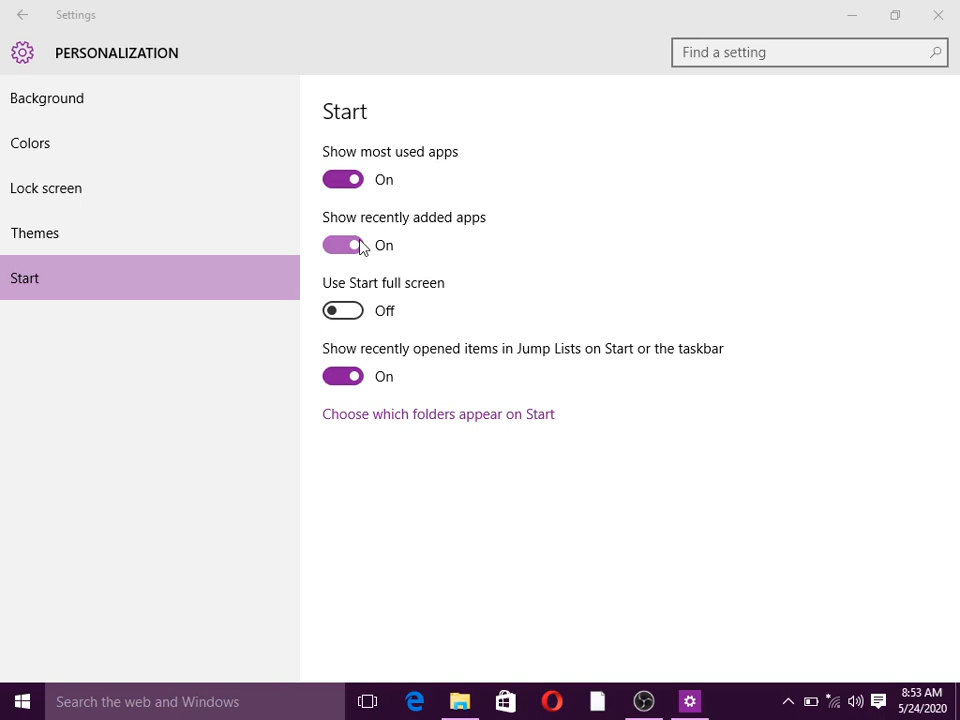 Settings
PERSONALIZATION
Find a setting
Background
Colors
Lock screen
Themes
Start
Start
Show most used apps
On
Show recently added apps
On
Use Start full screen
Off
Show recently opened items in Jump Lists on Start or the taskbar
On
Choose which folders appear on Start
Search the web and Windows
8:53 AM
5/24/2020